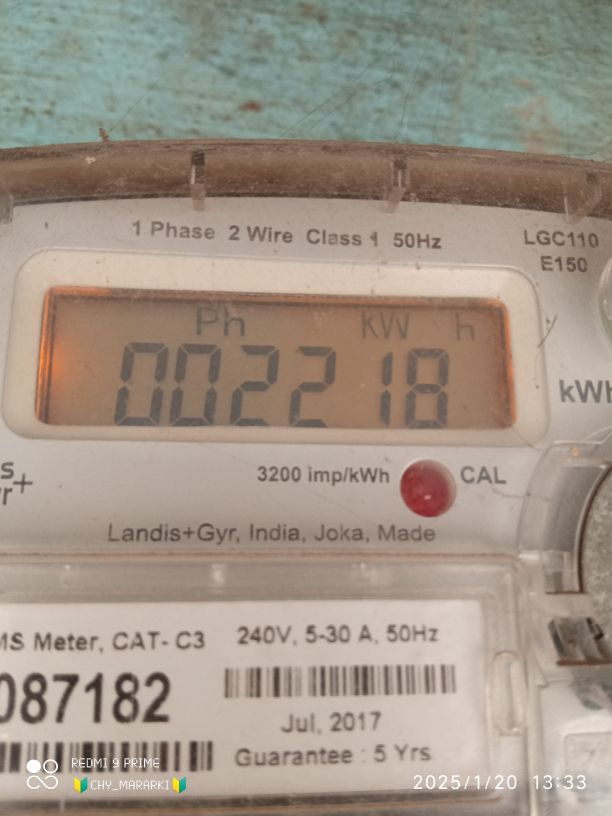 1 Phase 2 Wire Class 1 50Hz
LGC110
E150
Ph kW h
002218
kWh
3200 imp/kWh
CAL
Landis+Gyr, India, Joka, Made
MS Meter, CAT- C3
240V, 5-30 A, 50Hz
087182
Jul, 2017
Guarantee : 5 Yrs
REDMI 9 PRIME
CHY_MARARKI
2025/1/20 13:33